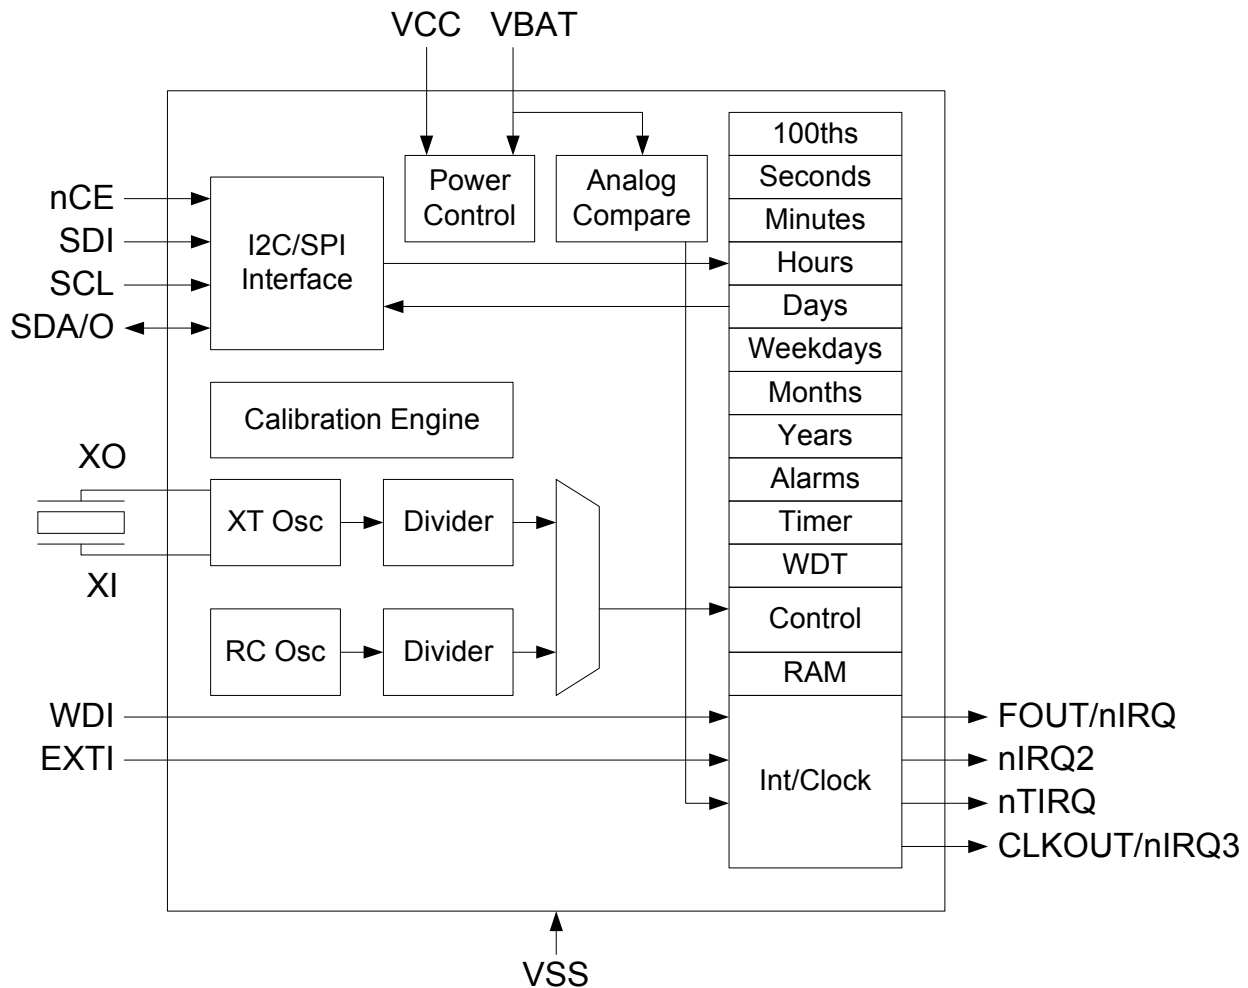 VCC VBAT
nCE
SDI
SCL
SDA/O
I2C/SPI
Interface
Power
Control
Analog
Compare
100ths
Seconds
Minutes
Hours
Days
Weekdays
Months
Years
Alarms
Timer
WDT
Control
RAM
Int/Clock
Calibration Engine
XO
XI
XT Osc
Divider
RC Osc
Divider
WDI
EXTI
FOUT/nIRQ
nIRQ2
nTIRQ
CLKOUT/nIRQ3
VSS